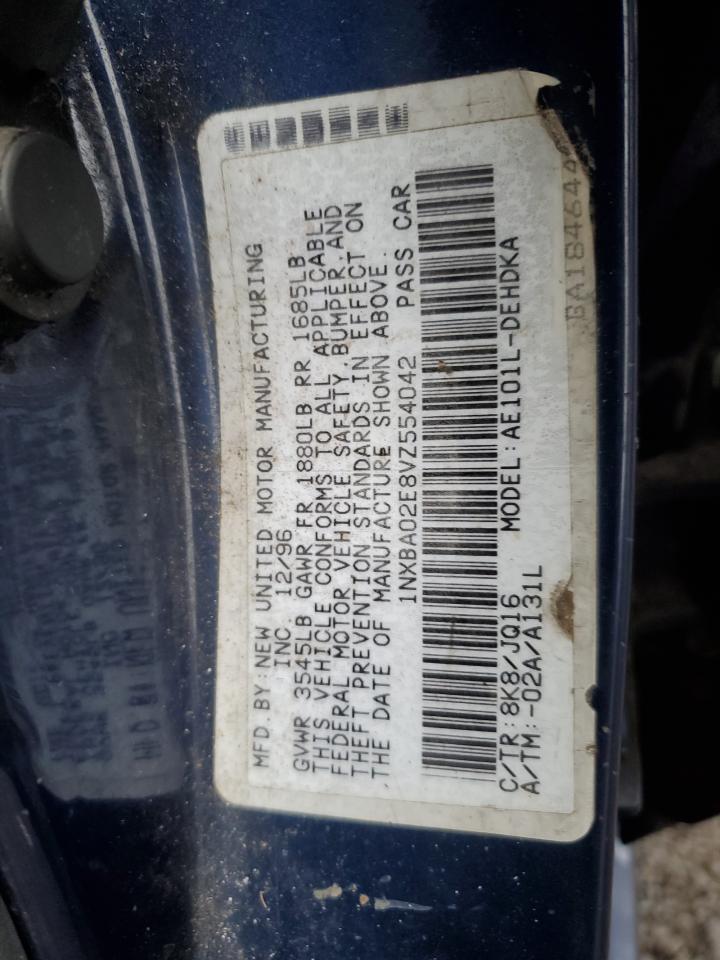 MFD.BY:NEW UNITED MOTOR MANUFACTURING
INC. 12/96
GVWR 3545LB GAWR FR 1880LB RR 1685LB
THIS VEHICLE CONFORMS TO ALL APPLICABLE
FEDERAL MOTOR VEHICLE SAFETY, BUMPER, AND
THEFT PREVENTION STANDARDS IN EFFECT ON
THE DATE OF MANUFACTURE SHOWN ABOVE.
1NXBA02E8VZ554042 PASS CAR
C/TR:8K8/JQ16 MODEL:AE101L-DEHDKA
A/TM:-02A/A131L
BA184644